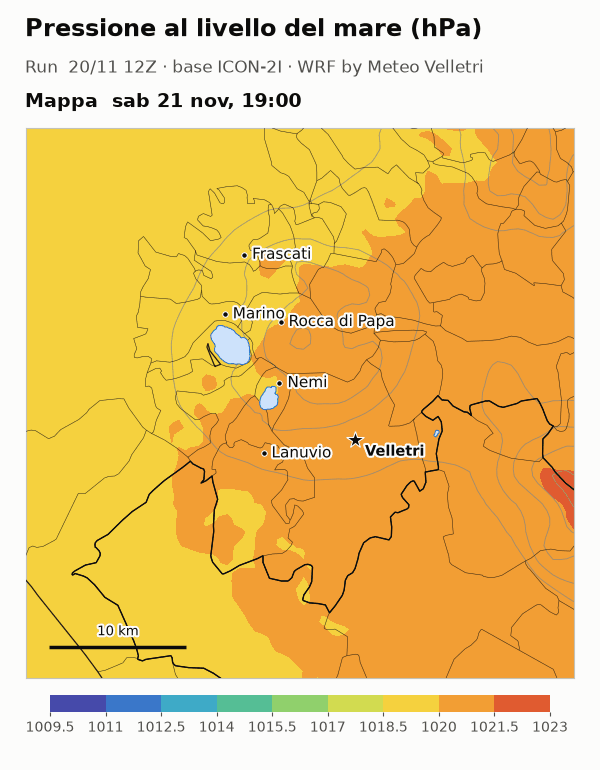 Pressione al livello del mare (hPa)
Run  20/11 12Z · base ICON-2I · WRF by Meteo Velletri
Mappa  sab 21 nov, 19:00
Frascati
Marino
Rocca di Papa
Nemi
Velletri
Lanuvio
10 km
1009.5 1011 1012.5 1014 1015.5 1017 1018.5 1020 1021.5 1023